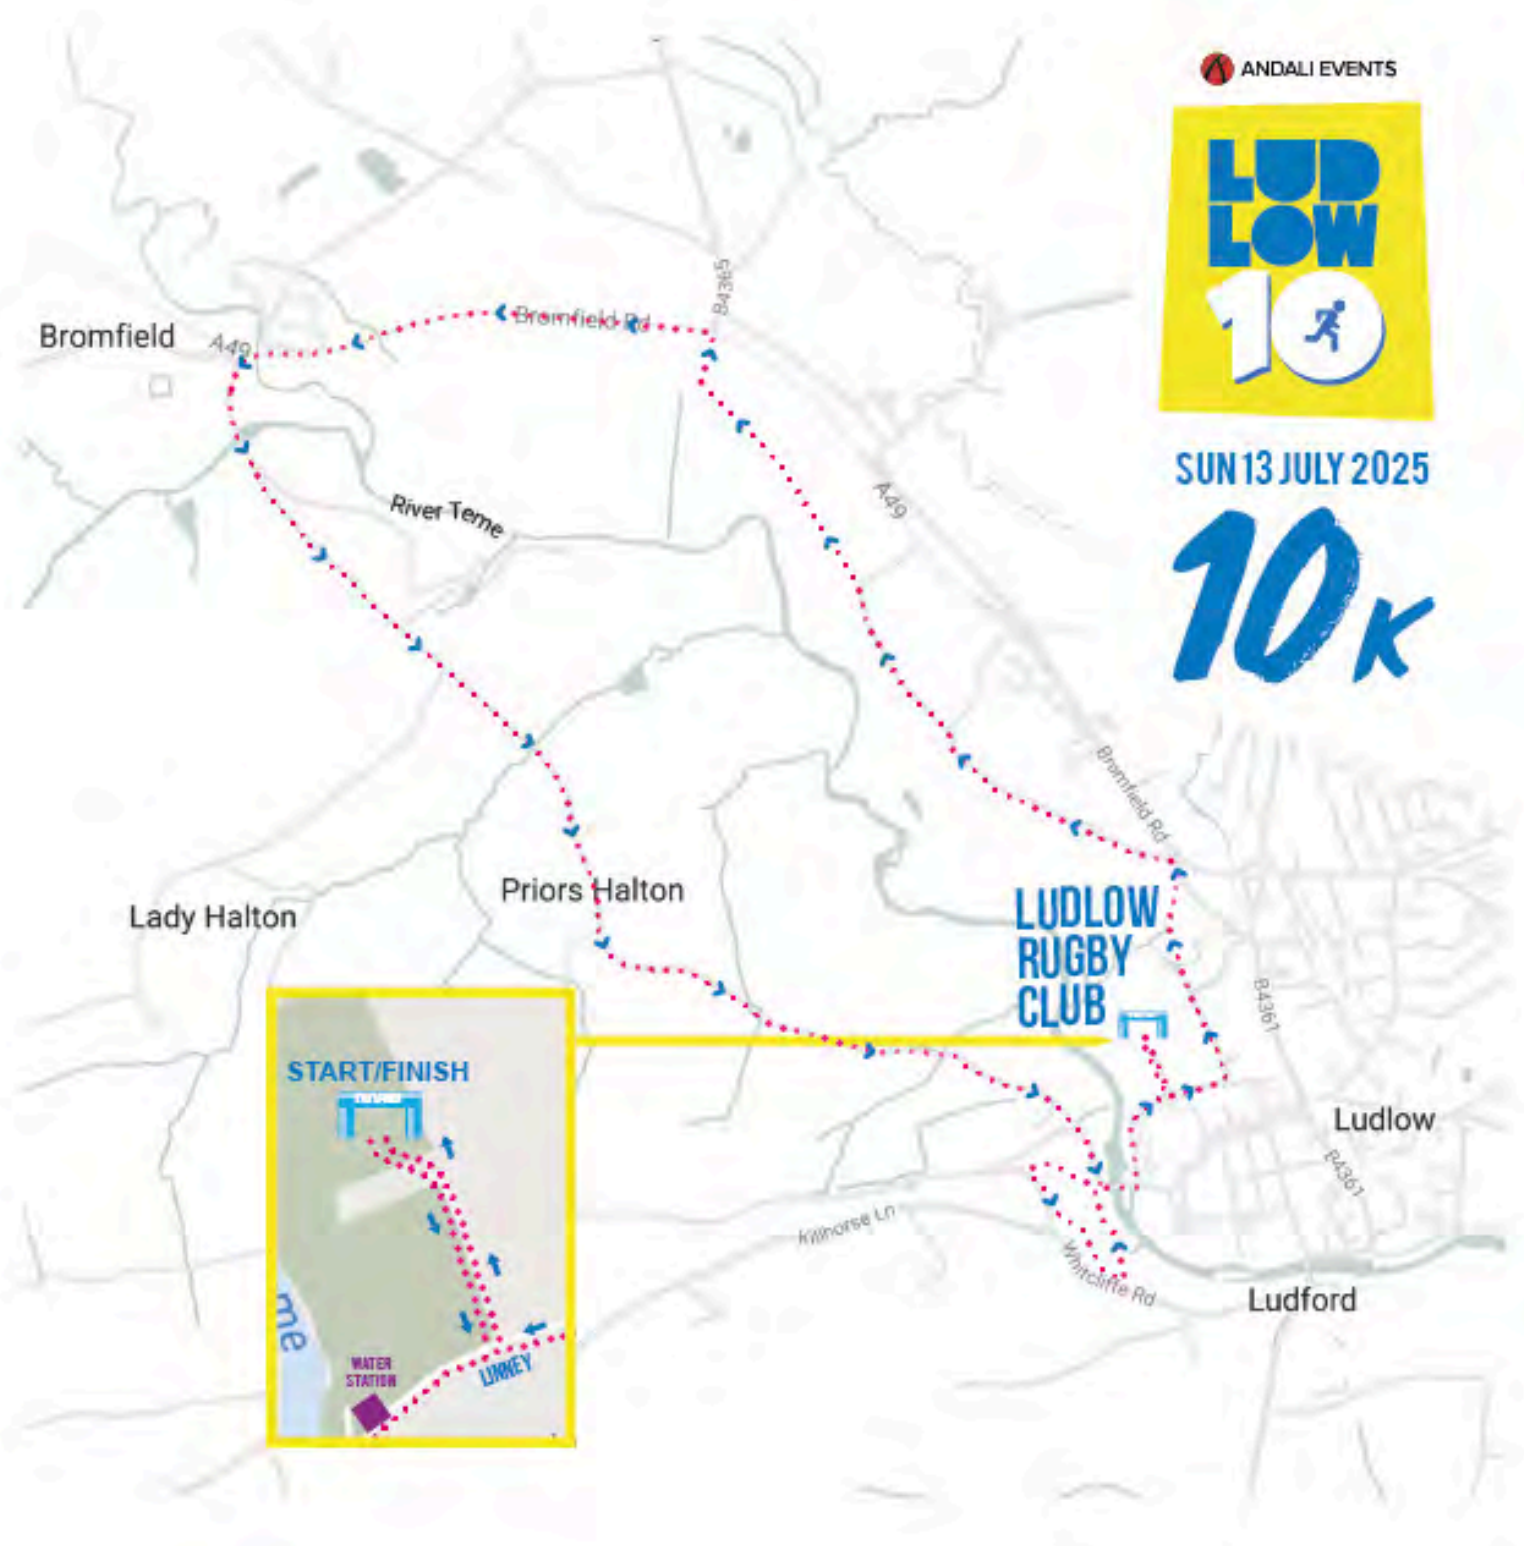 ANDALI EVENTS
LUD
LOW
10
SUN 13 JULY 2025
10K
B4365
Bromfield Rd
Bromfield
A49
River Teme
A49
Bromfield Rd
Priors Halton
Lady Halton
LUDLOW
RUGBY
CLUB
B4361
START/FINISH
Ludlow
B4361
Killhorse Ln
Whitcliffe Rd
Ludford
me
WATER
STATION
LINNEY